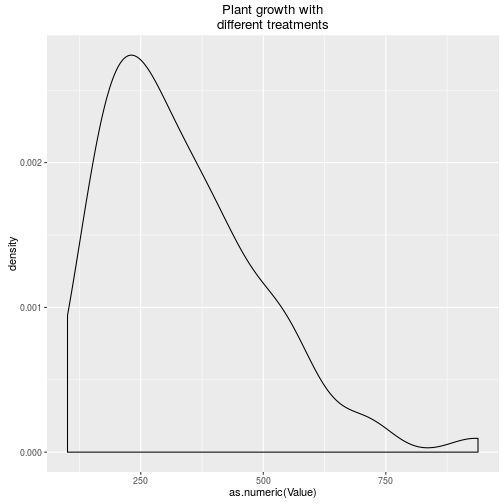 Plant growth with
different treatments
density
0.002
0.001
0.000
250
500
750
as.numeric(Value)